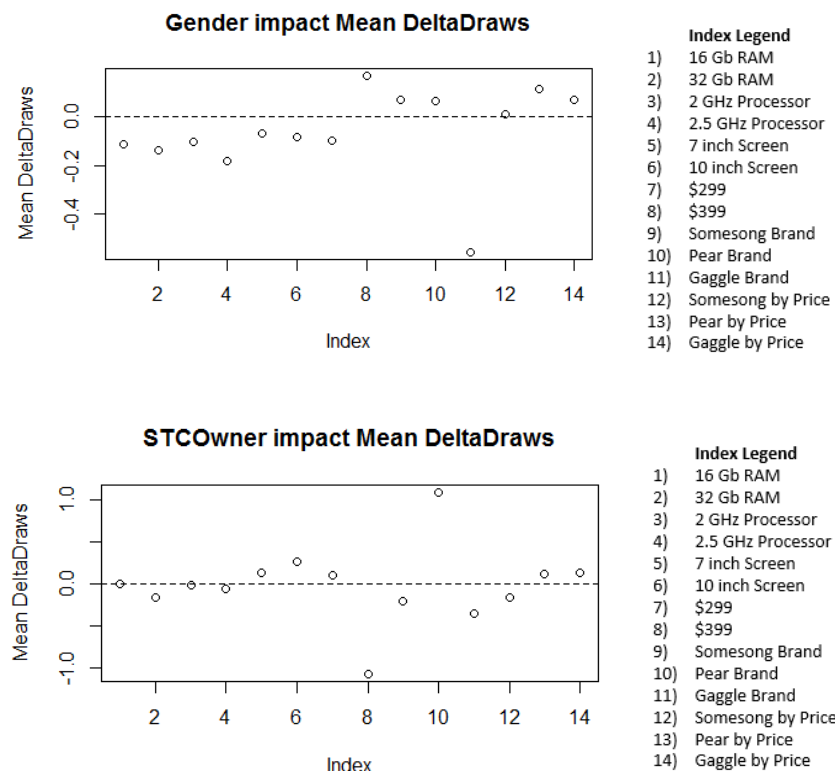 Gender impact Mean DeltaDraws
Mean DeltaDraws
0.0
-0.2
-0.4
2 4 6 8 10 12 14
Index
Index Legend
1) 16 Gb RAM
2) 32 Gb RAM
3) 2 GHz Processor
4) 2.5 GHz Processor
5) 7 inch Screen
6) 10 inch Screen
7) $299
8) $399
9) Somesong Brand
10) Pear Brand
11) Gaggle Brand
12) Somesong by Price
13) Pear by Price
14) Gaggle by Price
STCOwner impact Mean DeltaDraws
Mean DeltaDraws
1.0
0.0
-1.0
2 4 6 8 10 12 14
Index
Index Legend
1) 16 Gb RAM
2) 32 Gb RAM
3) 2 GHz Processor
4) 2.5 GHz Processor
5) 7 inch Screen
6) 10 inch Screen
7) $299
8) $399
9) Somesong Brand
10) Pear Brand
11) Gaggle Brand
12) Somesong by Price
13) Pear by Price
14) Gaggle by Price